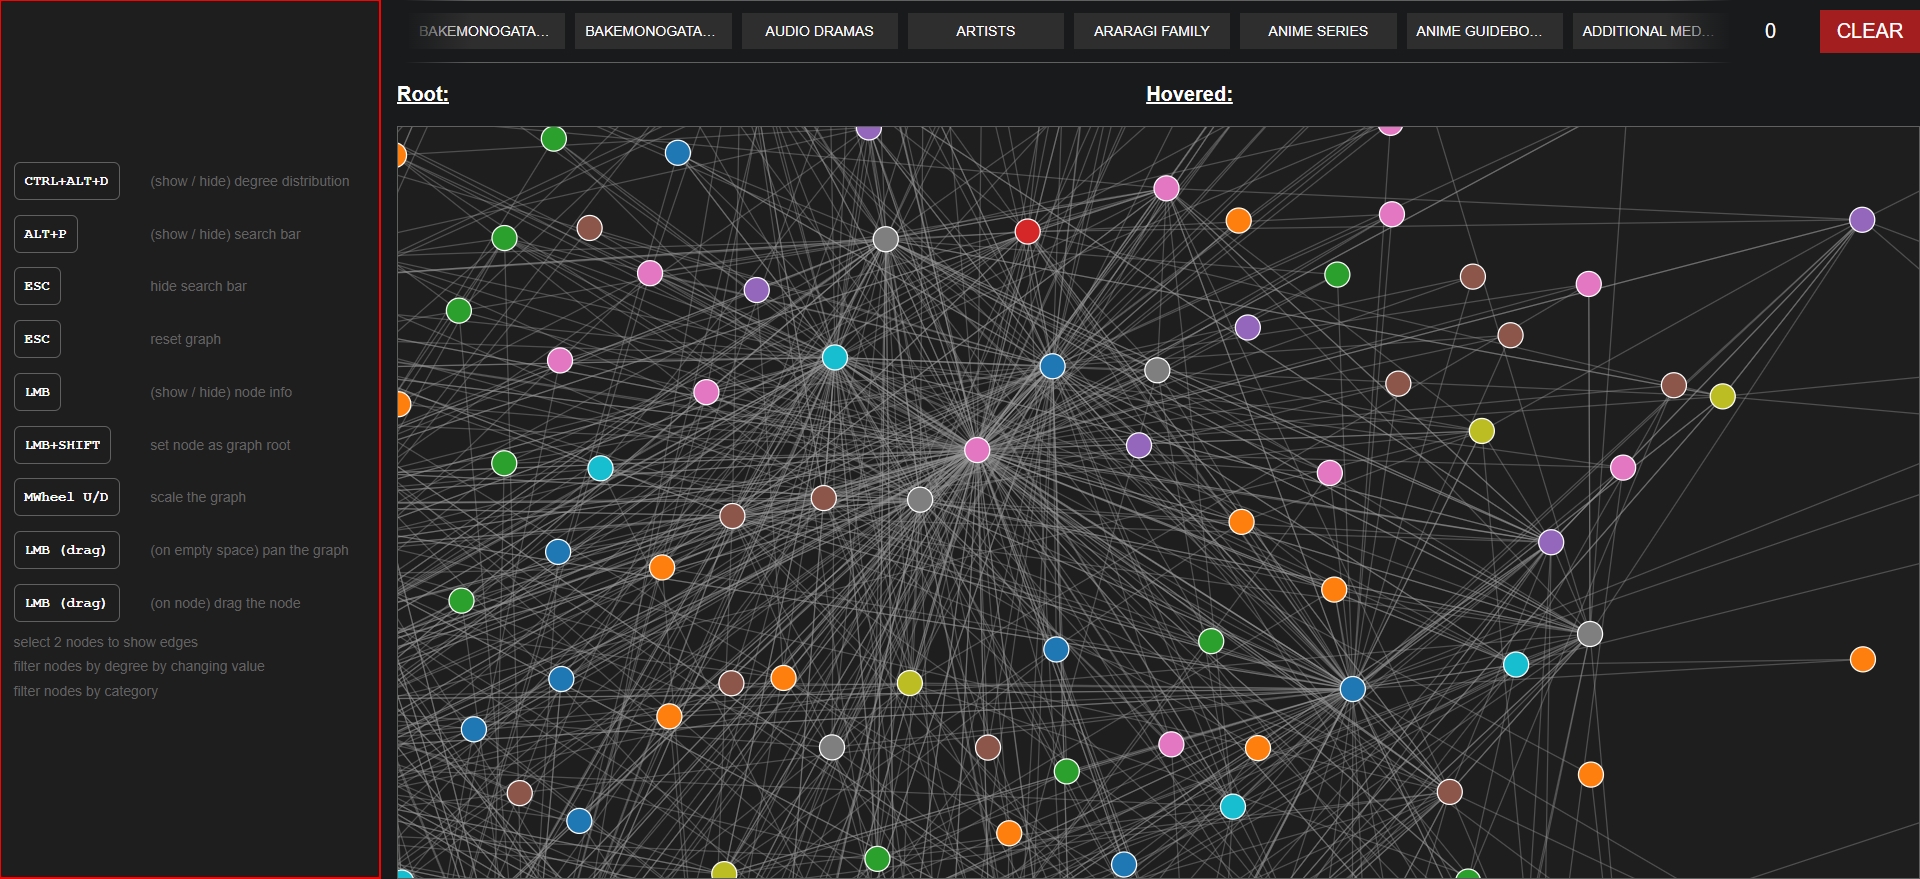 BAKEMONOGATA...
BAKEMONOGATA...
AUDIO DRAMAS
ARTISTS
ARARAGI FAMILY
ANIME SERIES
ANIME GUIDEBO...
ADDITIONAL MED...
0
CLEAR
Root:
Hovered:
CTRL+ALT+D (show / hide) degree distribution
ALT+P (show / hide) search bar
ESC hide search bar
ESC reset graph
LMB (show / hide) node info
LMB+SHIFT set node as graph root
MWheel U/D scale the graph
LMB (drag) (on empty space) pan the graph
LMB (drag) (on node) drag the node
select 2 nodes to show edges
filter nodes by degree by changing value
filter nodes by category